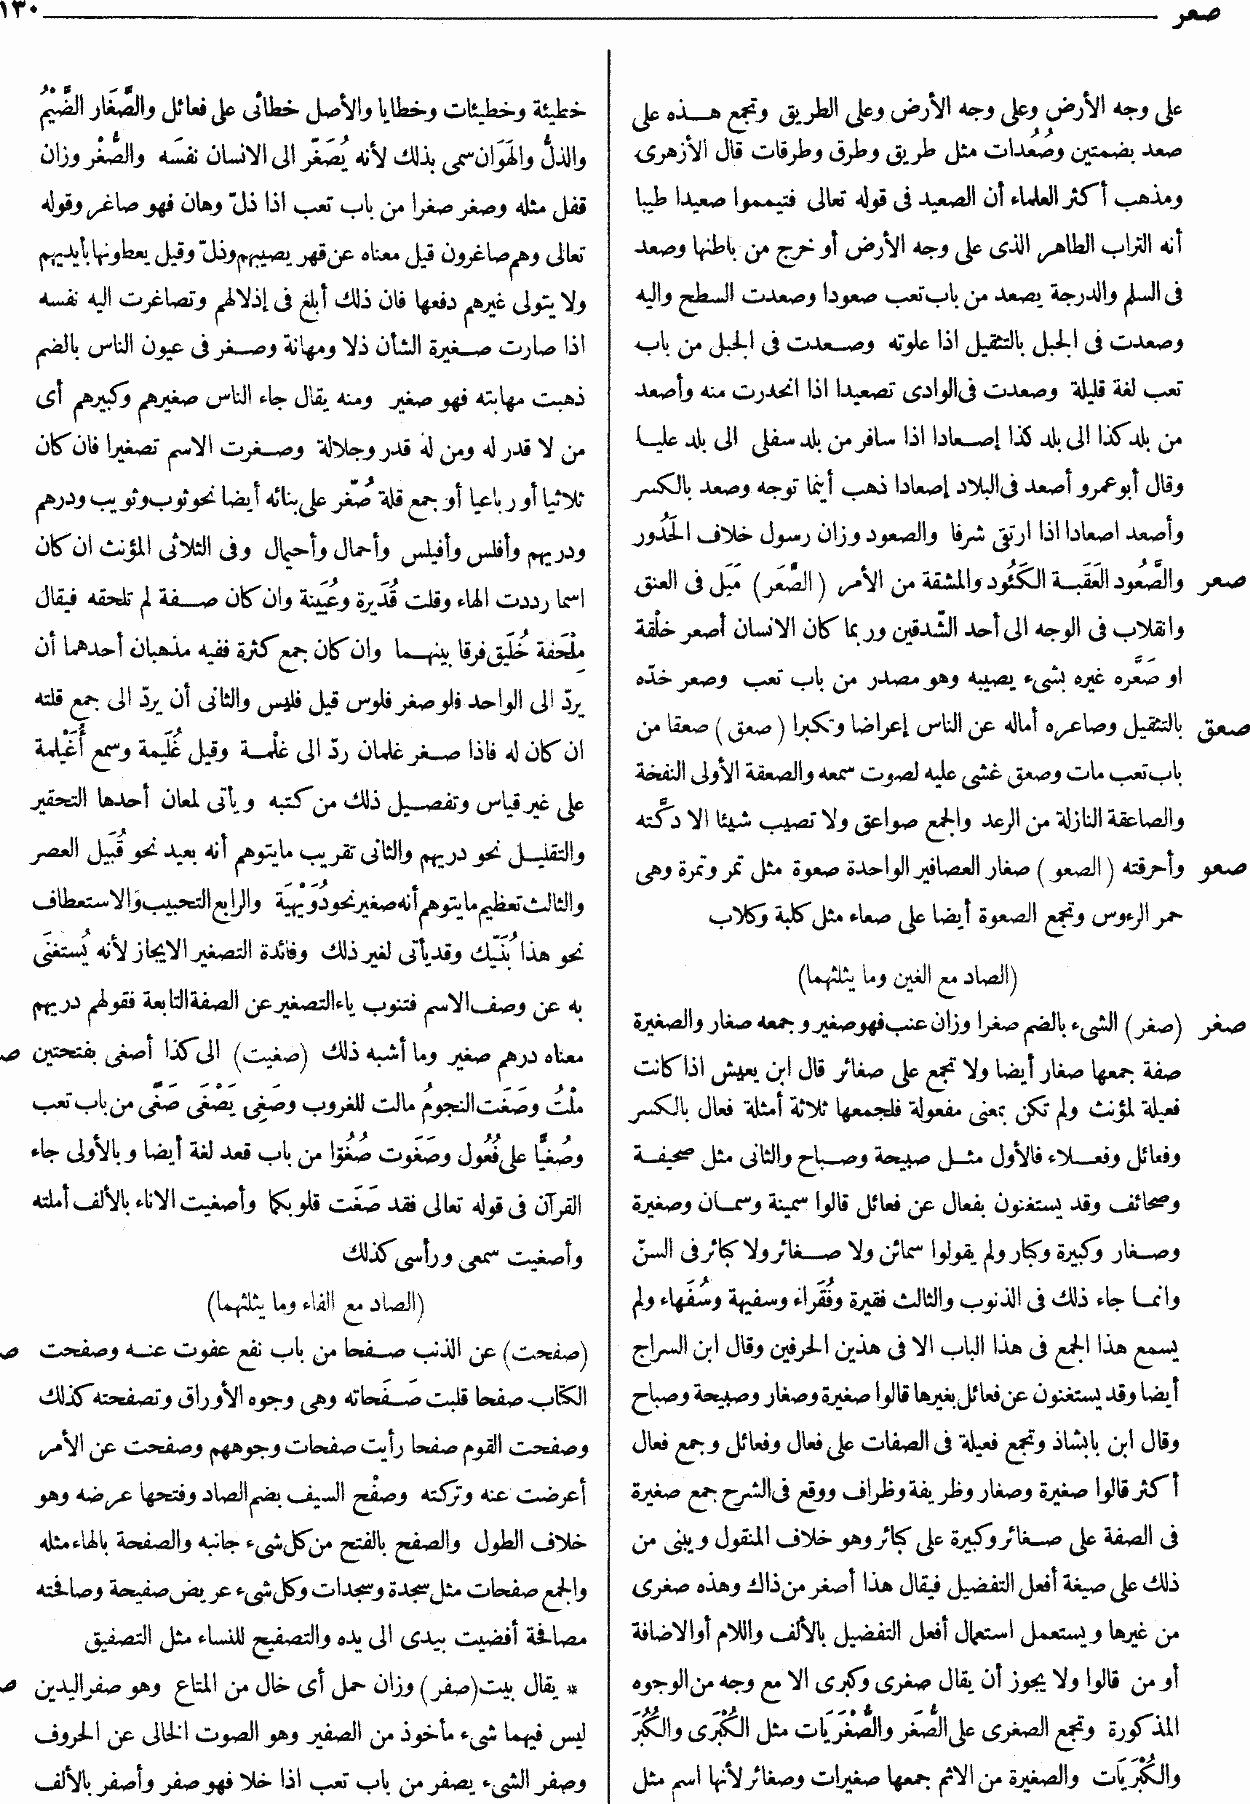 صعر
١٣٠
على وجه الأرض وعلى وجه الأرض وعلى الطريق وتجمع هـذه على
صعد بضمتين وصُعُدات مثل طريق وطرق وطرقات قال الأزهرى
ومذهب أكثر العلماء أن الصعيد فى قوله تعالى فتيمموا صعيدا طيبا
أنه التراب الطاهر الذى على وجه الأرض أو خرج من باطنها وصعد
فى السلم والدرجة يصعد من باب تعب صعودا وصعدت السطح واليه
وصعدت فى الجبل بالتثقيل اذا علوته وصعدت فى الجبل من باب
تعب لغة قليلة وصعدت فى الوادى تصعيدا اذا انحدرت منه وأصعد
من بلد كذا الى بلد كذا إصعادا اذا سافر من بلد سفلى الى بلد عليا
وقال أبو عمرو أصعد فى البلاد إصعادا ذهب أينما توجه وصعد بالكسر
وأصعد اصعادا اذا ارتقى شرفا والصعود وزان رسول خلاف الحَدُور
صعر والصَّعُود العَقَبة الكَئُود والمشقة من الأمر (الصَّعَر) مَيَل فى العنق
وانقلاب فى الوجه الى أحد الشّدقين وربما كان الانسان أصعر خلْقة
او صَعَّره غيره بشىء يصيبه وهو مصدر من باب تعب وصعر خدّه
صعق بالتثقيل وصاعره أماله عن الناس إعراضا وتكبرا (صعق) صعقا من
باب تعب مات وصعق غشى عليه لصوت سمعه والصعقة الأولى النفخة
والصاعقة النازلة من الرعد والجمع صواعق ولا تصيب شيئا الا دكَّته
صعو وأحرقته (الصعو) صغار العصافير الواحدة صعوة مثل تمر وتمرة وهى
حمر الرءوس وتجمع الصعوة أيضا على صعاء مثل كلبة وكلاب
(الصاد مع الغين وما يثلثهما)
صغر (صغر) الشىء بالضم صغرا وزان عنب فهو صغير وجمعه صغار والصغيرة
صفة جمعها صغار أيضا ولا تجمع على صغائر قال ابن يعيش اذا كانت
فعيلة لمؤنث ولم تكن بمعنى مفعولة فلجمعها ثلاثة أمثلة فعال بالكسر
وفعائل وفعلاء فالأول مثل صبيحة وصباح والثانى مثل صحيفة
وصحائف وقد يستغنون بفعال عن فعائل قالوا سمينة وسمان وصغيرة
وصغار وكبيرة وكبار ولم يقولوا سمائن ولا صغائر ولا كبائر فى السنّ
وانما جاء ذلك فى الذنوب والثالث فقيرة وفُقَراء وسفيهة وسُفَهاء ولم
يسمع هذا الجمع فى هذا الباب الا فى هذين الحرفين وقال ابن السراج
أيضا وقد يستغنون عن فعائل بغيرها قالوا صغيرة وصغار وصبيحة وصباح
وقال ابن بابشاذ وتجمع فعيلة فى الصفات على فعال وفعائل وجمع فعال
أكثر قالوا صغيرة وصغار وظريفة وظراف ووقع فى الشرح جمع صغيرة
فى الصفة على صغائر وكبيرة على كبائر وهو خلاف المنقول ويبنى من
ذلك على صيغة أفعل التفضيل فيقال هذا أصغر من ذاك وهذه صغرى
من غيرها ويستعمل استعمال أفعل التفضيل بالألف واللام أو الاضافة
أو من قالوا ولا يجوز أن يقال صغرى وكبرى الا مع وجه من الوجوه
المذكورة وتجمع الصغرى على الصُّغَر والصُّغْرَيَات مثل الكُبْرَى والكُبَر
والكُبْرَيَات والصغيرة من الاثم جمعها صغيرات وصغائر لأنها اسم مثل
خطيئة وخطيئات وخطايا والأصل خطائى على فعائل والصَّغَار الضَّيْمُ
والذلُّ والهَوَان سمى بذلك لأنه يُصَغّر الى الانسان نفسَه والصُّغْر وزان
قفل مثله وصغر صغرا من باب تعب اذا ذلّ وهان فهو صاغر وقوله
تعالى وهم صاغرون قيل معناه عن قهر يصيبهم وذلّ وقيل يعطونها بأيديهم
ولا يتولى غيرهم دفعها فان ذلك أبلغ فى إذلالهم وتصاغرت اليه نفسه
اذا صارت صغيرة الشأن ذلا ومهانة وصغر فى عيون الناس بالضم
ذهبت مهابته فهو صغير ومنه يقال جاء الناس صغيرهم وكبيرهم أى
من لا قدر له ومن له قدر وجلالة وصغرت الاسم تصغيرا فان كان
ثلاثيا أو رباعيا أو جمع قلة صُغّر على بنائه أيضا نحو ثوب وثويب ودرهم
ودريهم وأفلس وأفيلس وأحمال وأحيمال وفى الثلاثى المؤنث ان كان
اسما رددت الهاء وقلت قُدَيرة وعُيَينة وان كان صفة لم تلحقه فيقال
مِلْحَفة خُلَيق فرقا بينهما وان كان جمع كثرة ففيه مذهبان أحدهما أن
يردّ الى الواحد فلو صغر فلوس قيل فليس والثانى أن يردّ الى جمع قلته
ان كان له فاذا صغر غلمان ردّ الى غلْمة وقيل غُلَيمة وسمع أُغَيْلمة
على غير قياس وتفصيل ذلك من كتبه ويأتى لمعان أحدها التحقير
والتقليل نحو دريهم والثانى تقريب مايتوهم أنه بعيد نحو قُبَيل العصر
والثالث تعظيم مايتوهم أنه صغير نحو دُوَيْهِيَة والرابع التحبيب والاستعطاف
نحو هذا بُنَيّك وقد يأتى لغير ذلك وفائدة التصغير الايجاز لأنه يُستغنَى
به عن وصف الاسم فتنوب ياء التصغير عن الصفة التابعة فقولهم دريهم
معناه درهم صغير وما أشبه ذلك (صغيت) الى كذا أصغى بفتحتين ص
مِلْتُ وصَغَت النجومُ مالت للغروب وصَغِى يَصْغَى صَغًى من باب تعب
وصُغِيًّا على فُعُول وصَغَوت صُغُوّا من باب قعد لغة أيضا وبالأولى جاء
القرآن فى قوله تعالى فقد صَغَت قلوبكما وأصغيت الاناء بالألف أملته
وأصغيت سمعى ورأسى كذلك
(الصاد مع الفاء وما يثلثهما)
(صفحت) عن الذنب صفحا من باب نفع عفوت عنه وصفحت ص
الكتاب صفحا قلبت صَفَحاته وهى وجوه الأوراق وتصفحته كذلك
وصفحت القوم صفحا رأيت صفحات وجوههم وصفحت عن الأمر
أعرضت عنه وتركته وصفْح السيف بضم الصاد وفتحها عرضه وهو
خلاف الطول والصفح بالفتح من كل شىء جانبه والصفحة بالهاء مثله
والجمع صفحات مثل سجدة وسجدات وكل شىء عريض صفيحة وصافحته
مصافحة أفضيت بيدى الى يده والتصفيح للنساء مثل التصفيق
* يقال بيت (صفر) وزان حمل أى خال من المتاع وهو صفر اليدين ص
ليس فيهما شىء مأخوذ من الصفير وهو الصوت الخالى عن الحروف
وصفر الشىء يصفر من باب تعب اذا خلا فهو صفر وأصفر بالألف